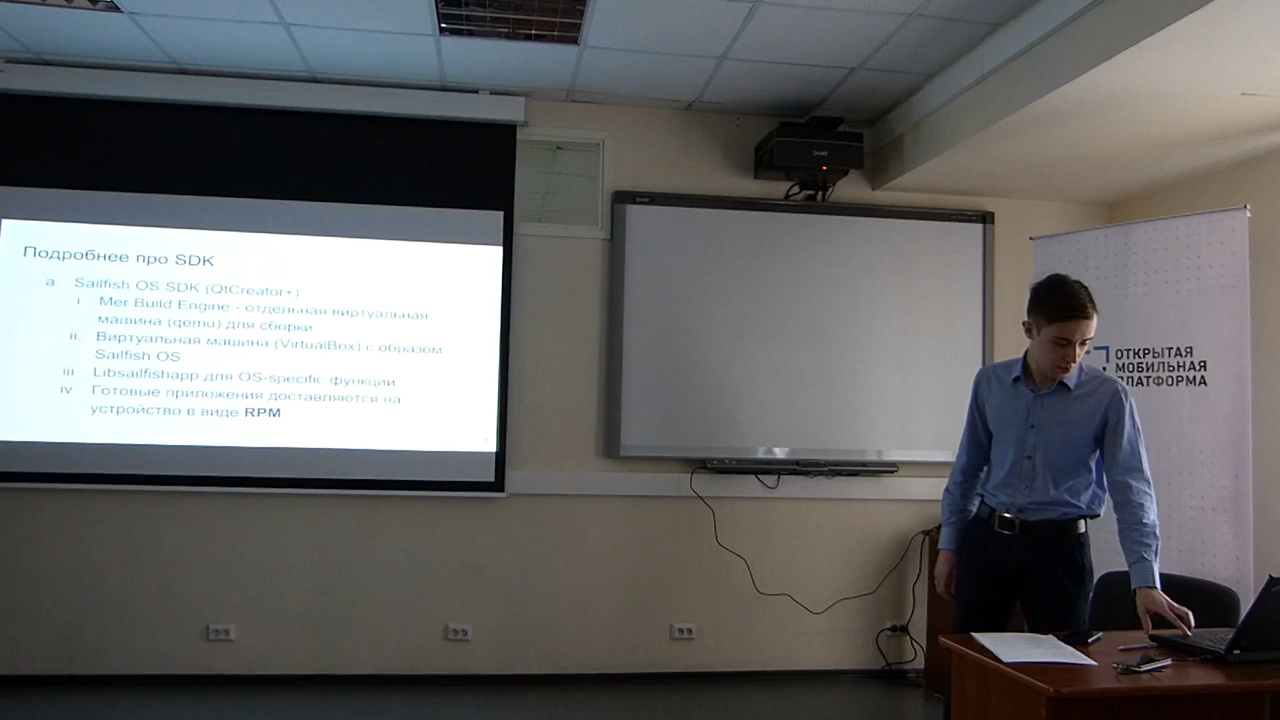 Подробнее про SDK
a. Sailfish OS SDK (QtCreator+)
i Mer Build Engine - отдельная виртуальная
машина (qemu) для сборки
ii. Виртуальная машина (VirtualBox) с образом
Sailfish OS
iii Libsailfishapp для OS-specific функции
iv. Готовые приложения доставляются на
устройство в виде RPM
SMART
ОТКРЫТАЯ
МОБИЛЬНАЯ
ПЛАТФОРМА